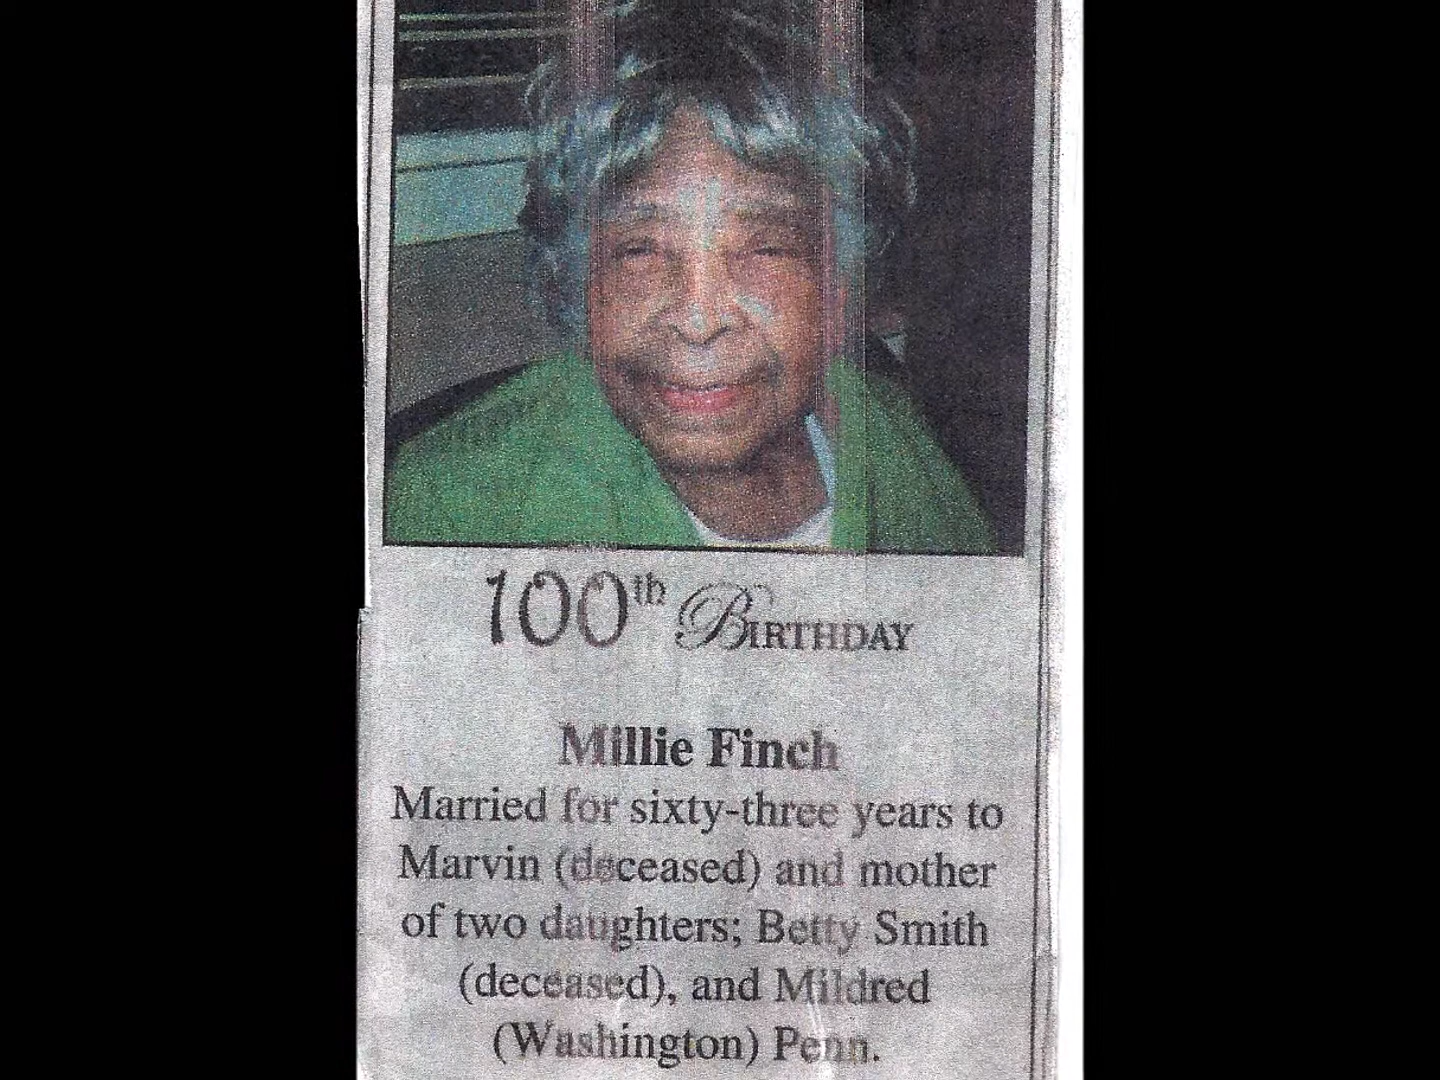 100th BIRTHDAY
Millie Finch
Married for sixty-three years to
Marvin (deceased) and mother
of two daughters; Betty Smith
(deceased), and Mildred
(Washington) Penn.